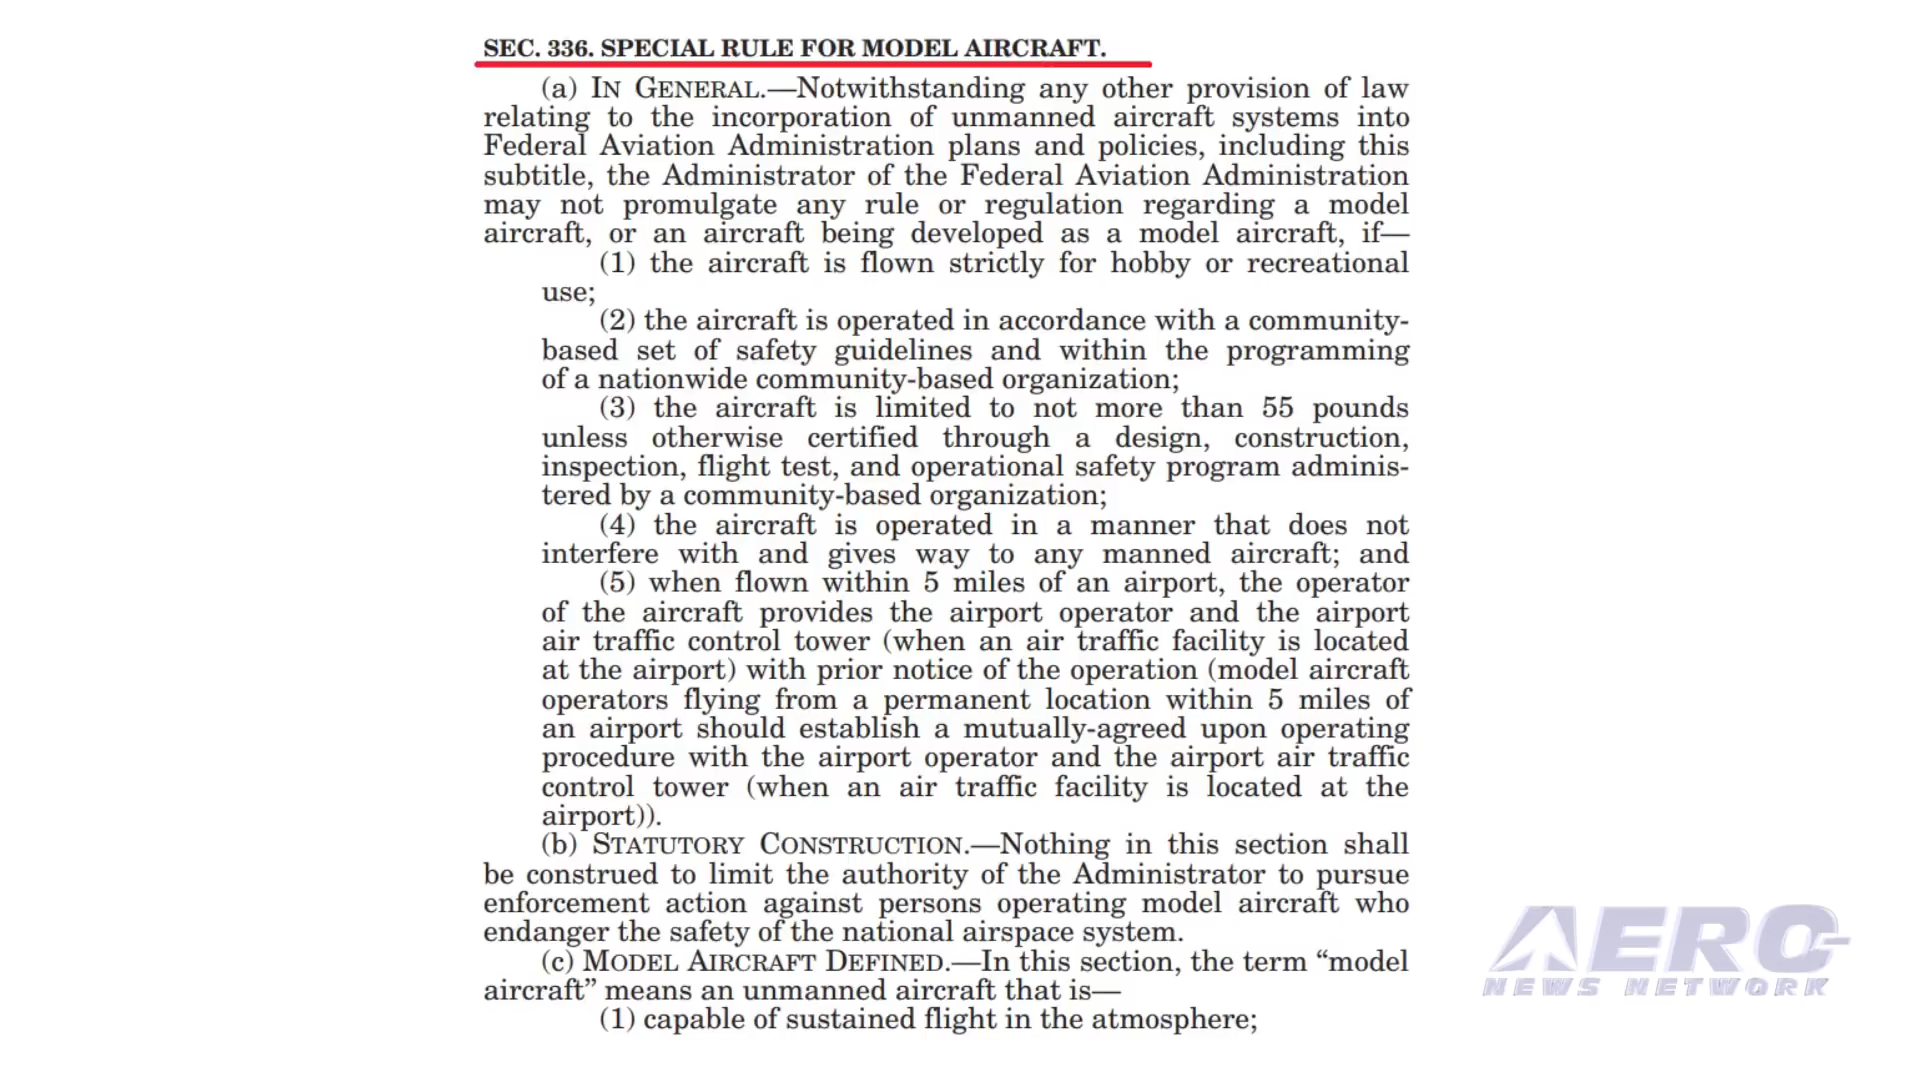 SEC. 336. SPECIAL RULE FOR MODEL AIRCRAFT.
(a) IN GENERAL.—Notwithstanding any other provision of law
relating to the incorporation of unmanned aircraft systems into
Federal Aviation Administration plans and policies, including this
subtitle, the Administrator of the Federal Aviation Administration
may not promulgate any rule or regulation regarding a model
aircraft, or an aircraft being developed as a model aircraft, if—
(1) the aircraft is flown strictly for hobby or recreational
use;
(2) the aircraft is operated in accordance with a community-
based set of safety guidelines and within the programming
of a nationwide community-based organization;
(3) the aircraft is limited to not more than 55 pounds
unless otherwise certified through a design, construction,
inspection, flight test, and operational safety program adminis-
tered by a community-based organization;
(4) the aircraft is operated in a manner that does not
interfere with and gives way to any manned aircraft; and
(5) when flown within 5 miles of an airport, the operator
of the aircraft provides the airport operator and the airport
air traffic control tower (when an air traffic facility is located
at the airport) with prior notice of the operation (model aircraft
operators flying from a permanent location within 5 miles of
an airport should establish a mutually-agreed upon operating
procedure with the airport operator and the airport air traffic
control tower (when an air traffic facility is located at the
airport)).
(b) STATUTORY CONSTRUCTION.—Nothing in this section shall
be construed to limit the authority of the Administrator to pursue
enforcement action against persons operating model aircraft who
endanger the safety of the national airspace system.
(c) MODEL AIRCRAFT DEFINED.—In this section, the term “model
aircraft” means an unmanned aircraft that is—
(1) capable of sustained flight in the atmosphere;
AERO
NEWS NETWORK